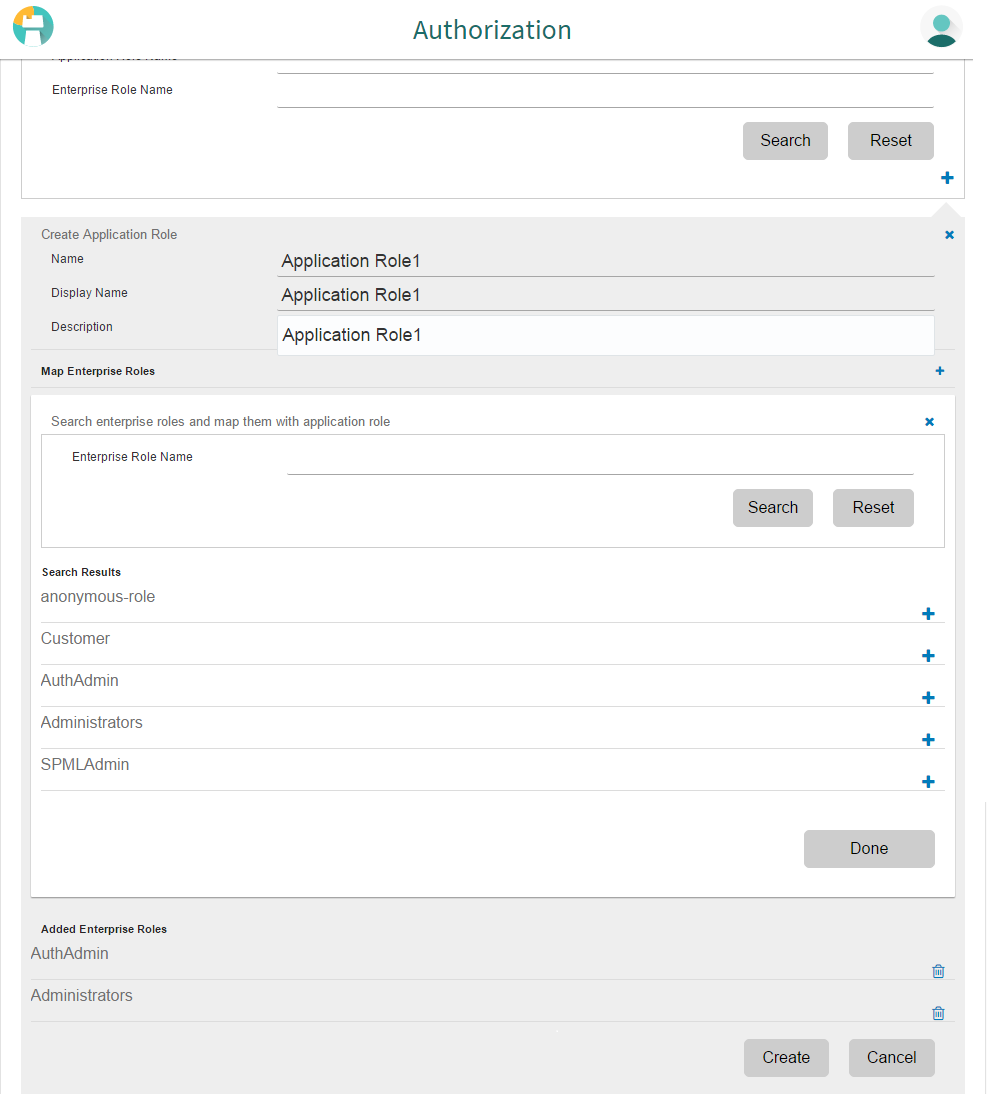 Authorization
Enterprise Role Name
Search Reset
Create Application Role
Name Application Role1
Display Name Application Role1
Description Application Role1
Map Enterprise Roles
Search enterprise roles and map them with application role
Enterprise Role Name
Search Reset
Search Results
anonymous-role
Customer
AuthAdmin
Administrators
SPMLAdmin
Done
Added Enterprise Roles
AuthAdmin
Administrators
Create Cancel